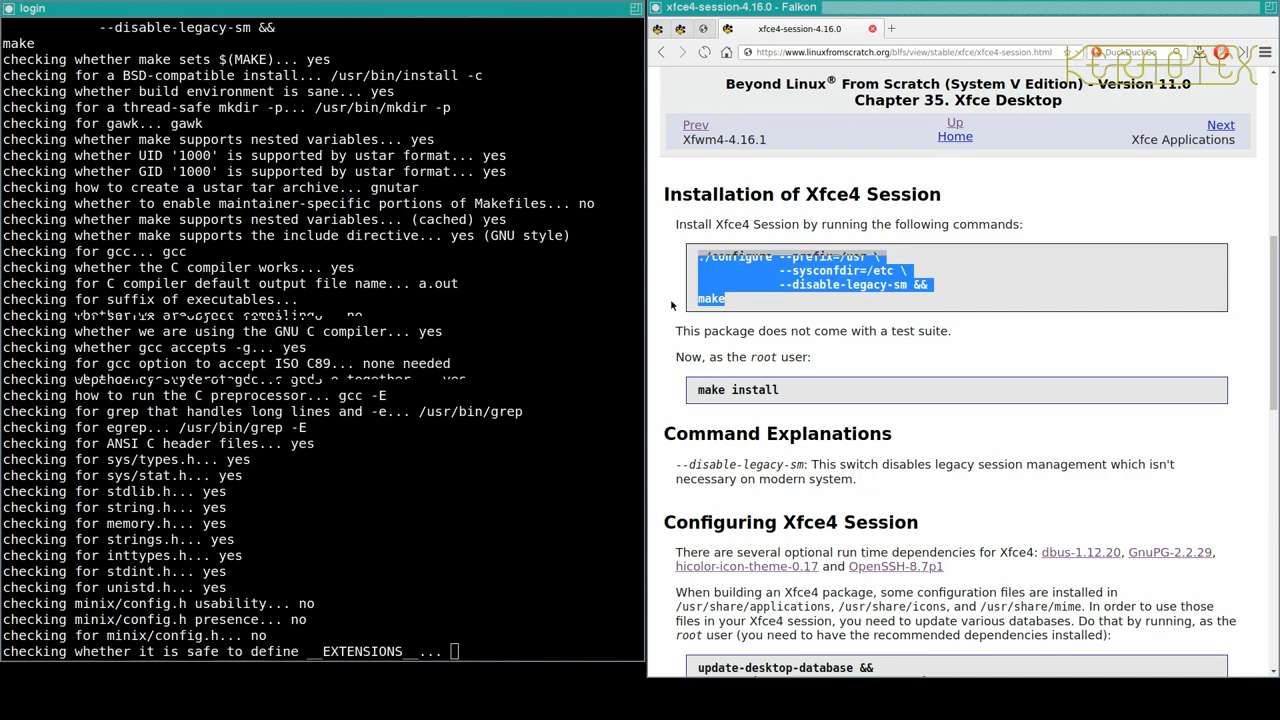 login
--disable-legacy-sm &&
make
checking whether make sets $(MAKE)... yes
checking for a BSD-compatible install... /usr/bin/install -c
checking whether build environment is sane... yes
checking for a thread-safe mkdir -p... /usr/bin/mkdir -p
checking for gawk... gawk
checking whether make supports nested variables... yes
checking whether UID '1000' is supported by ustar format... yes
checking whether GID '1000' is supported by ustar format... yes
checking how to create a ustar tar archive... gnutar
checking whether to enable maintainer-specific portions of Makefiles... no
checking whether make supports nested variables... (cached) yes
checking whether make supports the include directive... yes (GNU style)
checking for gcc... gcc
checking whether the C compiler works... yes
checking for C compiler default output file name... a.out
checking for suffix of executables...
checking
checking whether we are using the GNU C compiler... yes
checking whether gcc accepts -g... yes
checking for gcc option to accept ISO C89... none needed
checking
checking how to run the C preprocessor... gcc -E
checking for grep that handles long lines and -e... /usr/bin/grep
checking for egrep... /usr/bin/grep -E
checking for ANSI C header files... yes
checking for sys/types.h... yes
checking for sys/stat.h... yes
checking for stdlib.h... yes
checking for string.h... yes
checking for memory.h... yes
checking for strings.h... yes
checking for inttypes.h... yes
checking for stdint.h... yes
checking for unistd.h... yes
checking minix/config.h usability... no
checking minix/config.h presence... no
checking for minix/config.h... no
checking whether it is safe to define __EXTENSIONS__...
xfce4-session-4.16.0 - Falkon
xfce4-session-4.16.0
https://www.linuxfromscratch.org/blfs/view/stable/xfce/xfce4-session.html
DuckDuckGo
KERNOTEX
Beyond Linux® From Scratch (System V Edition) - Version 11.0
Chapter 35. Xfce Desktop
Prev
Up
Next
Xfwm4-4.16.1
Home
Xfce Applications
Installation of Xfce4 Session
Install Xfce4 Session by running the following commands:
./configure --prefix=/usr \
--sysconfdir=/etc \
--disable-legacy-sm &&
make
This package does not come with a test suite.
Now, as the root user:
make install
Command Explanations
--disable-legacy-sm: This switch disables legacy session management which isn't
necessary on modern system.
Configuring Xfce4 Session
There are several optional run time dependencies for Xfce4: dbus-1.12.20, GnuPG-2.2.29,
hicolor-icon-theme-0.17 and OpenSSH-8.7p1
When building an Xfce4 package, some configuration files are installed in
/usr/share/applications, /usr/share/icons, and /usr/share/mime. In order to use those
files in your Xfce4 session, you need to update various databases. Do that by running, as the
root user (you need to have the recommended dependencies installed):
update-desktop-database &&